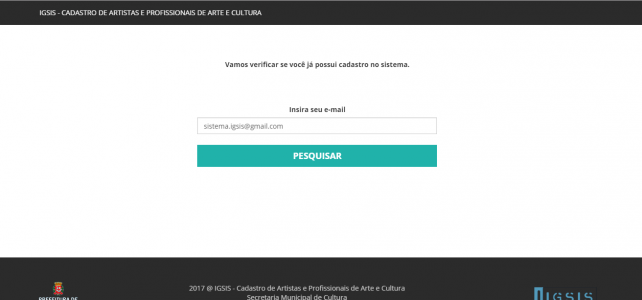 IGSIS - CADASTRO DE ARTISTAS E PROFISSIONAIS DE ARTE E CULTURA
Vamos verificar se você já possui cadastro no sistema.
Insira seu e-mail
sistema.igsis@gmail.com
PESQUISAR
2017 @ IGSIS - Cadastro de Artistas e Profissionais de Arte e Cultura
Secretaria Municipal de Cultura
PREFEITURA DE
IGSIS